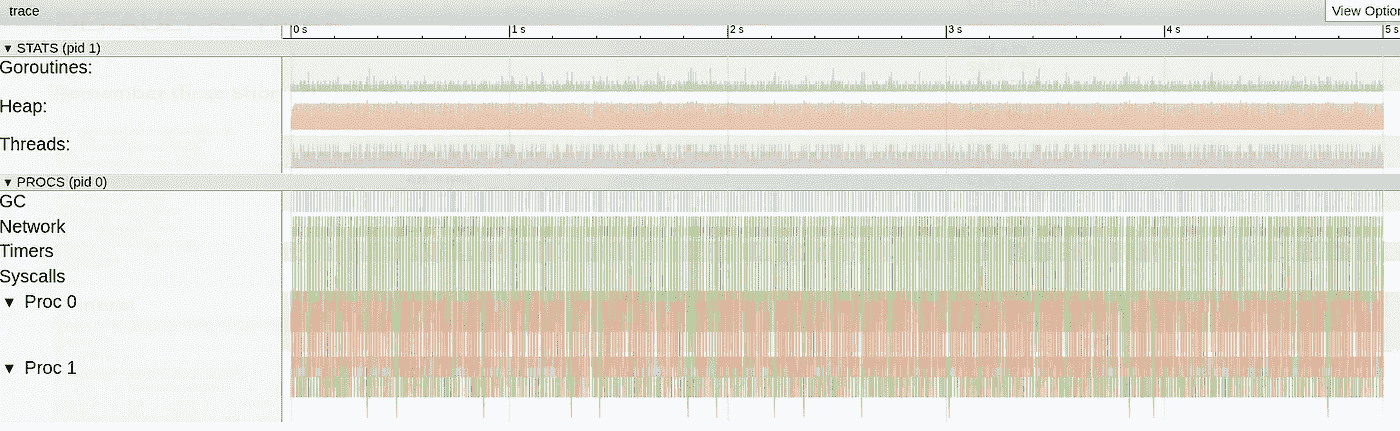 trace
View Optio
0 s
1 s
2 s
3 s
4 s
5 s
▼ STATS (pid 1)
Goroutines:
Heap:
Threads:
▼ PROCS (pid 0)
GC
Network
Timers
Syscalls
▼ Proc 0
▼ Proc 1